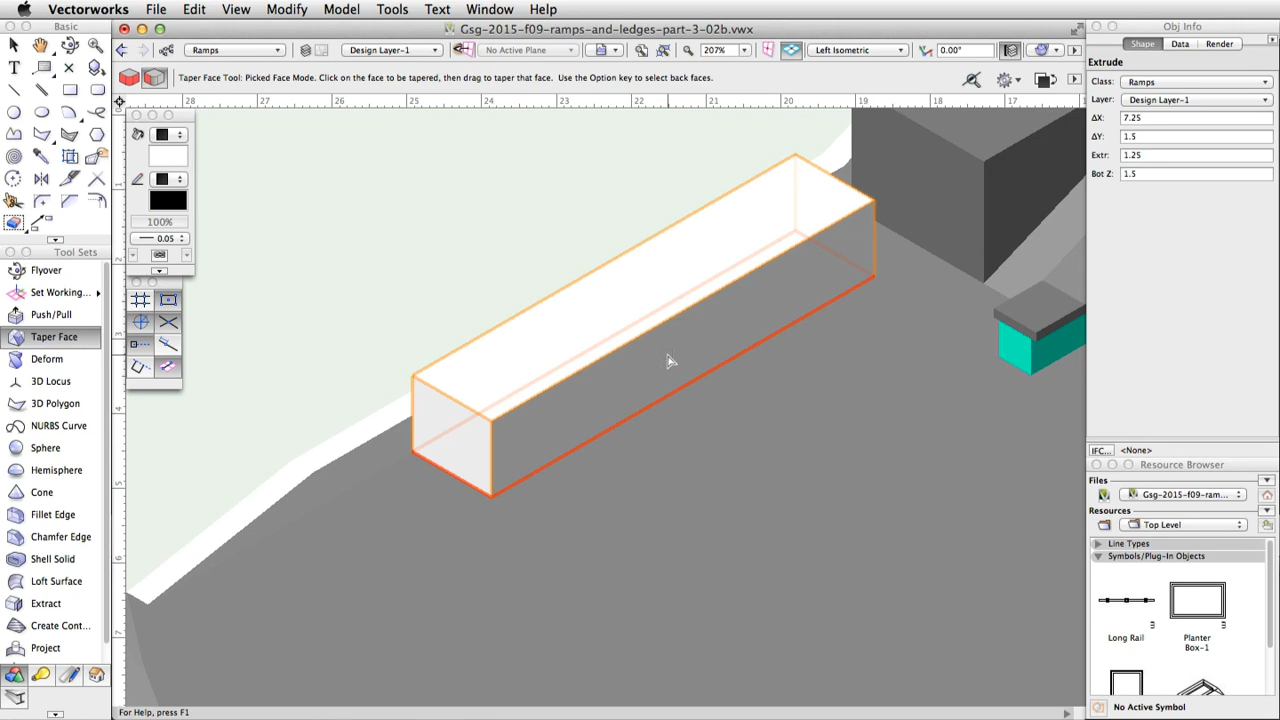 Vectorworks File Edit View Modify Model Tools Text Window Help
Basic
Gsg-2015-f09-ramps-and-ledges-part-3-02b.vwx
Obj Info
Ramps
Design Layer-1
No Active Plane
207%
Left Isometric
0.00°
Shape Data Render
Extrude
Taper Face Tool: Picked Face Mode. Click on the face to be tapered, then drag to taper that face. Use the Option key to select back faces.
Class: Ramps
Layer: Design Layer-1
28 27 26 25 24 23 22 21 20 19 18 17 16
ΔX: 7.25
ΔY: 1.5
Extr: 1.25
Bot Z: 1.5
1
2
3
4
5
6
7
100%
0.05
Tool Sets
Flyover
Set Working...
Push/Pull
Taper Face
Deform
3D Locus
3D Polygon
NURBS Curve
Sphere
Hemisphere
Cone
Fillet Edge
Chamfer Edge
Shell Solid
Loft Surface
Extract
Create Cont...
Project
IFC... <None>
Resource Browser
Files
Gsg-2015-f09-ram...
Resources
Top Level
Line Types
Symbols/Plug-In Objects
Long Rail
Planter
Box-1
No Active Symbol
For Help, press F1